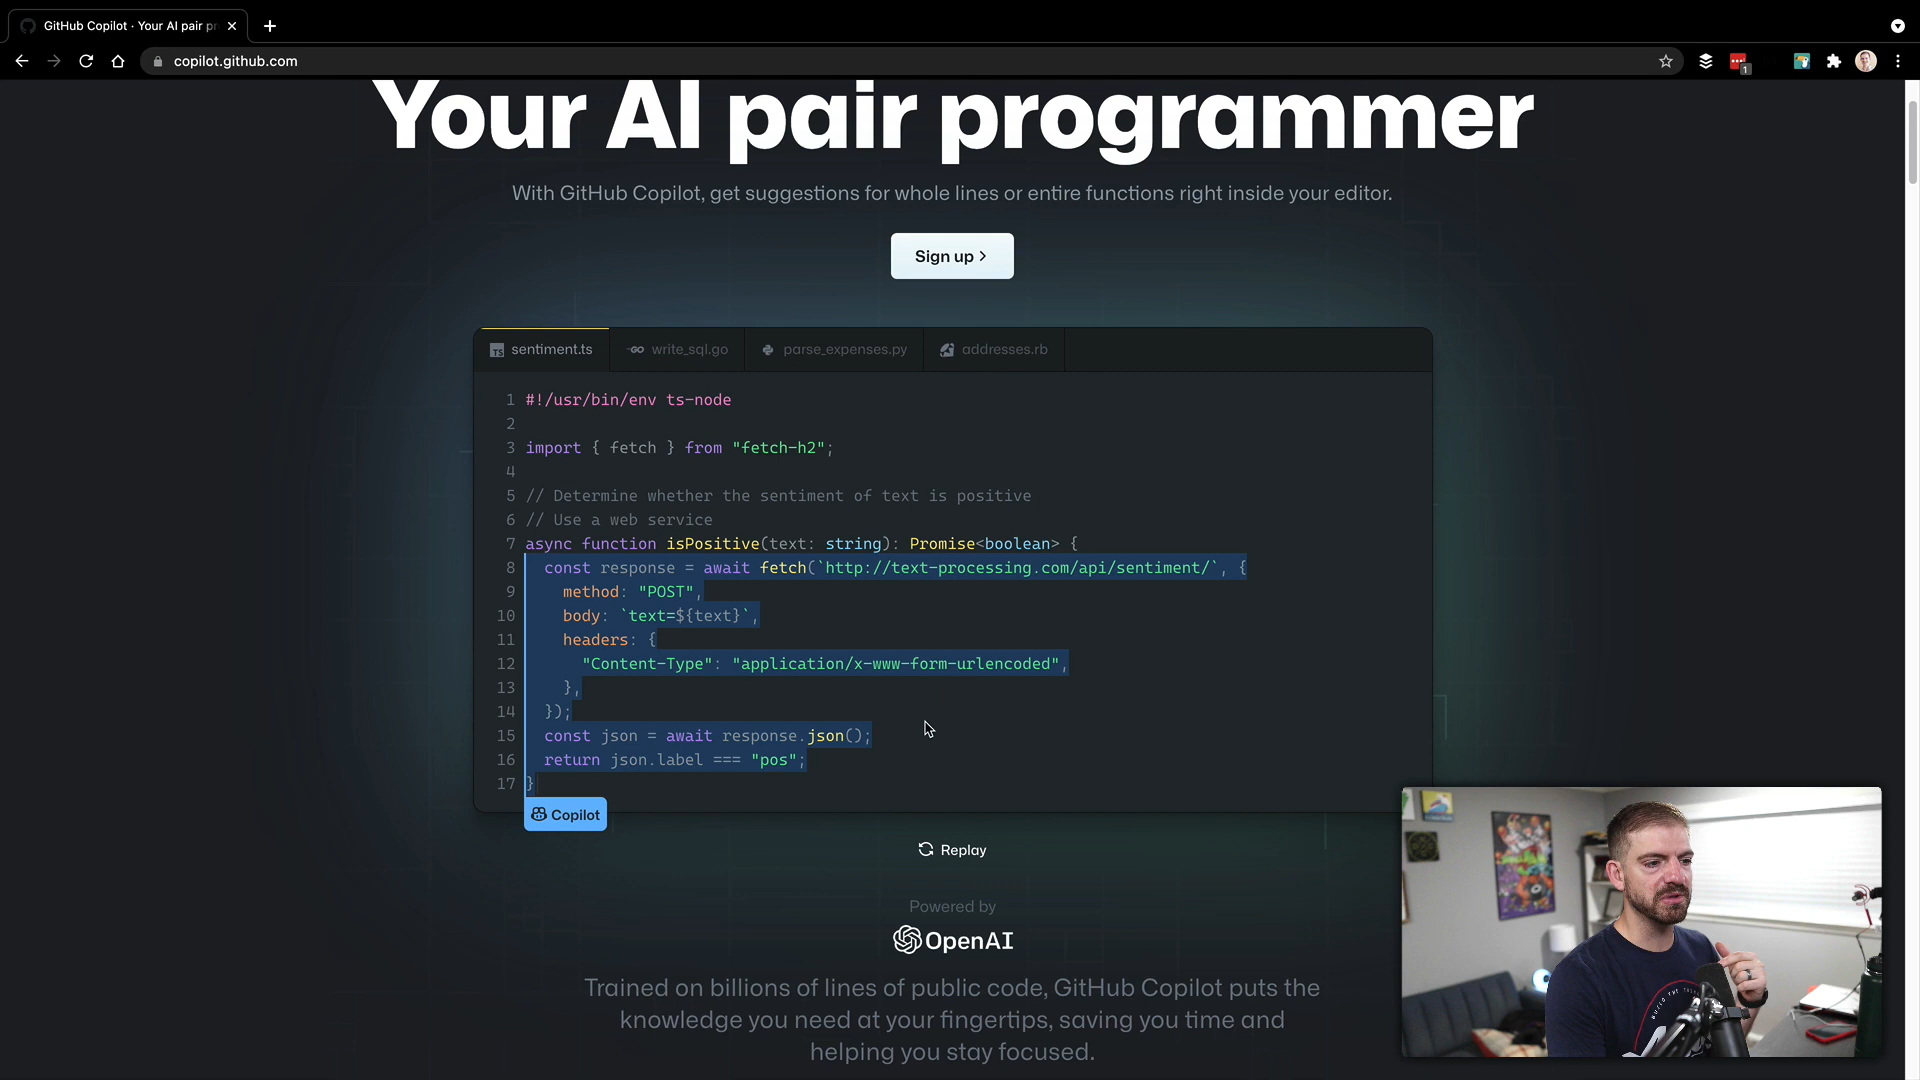 GitHub Copilot · Your AI pair pr
copilot.github.com
1
Your AI pair programmer
With GitHub Copilot, get suggestions for whole lines or entire functions right inside your editor.
Sign up
sentiment.ts write_sql.go parse_expenses.py addresses.rb
1 #!/usr/bin/env ts-node
2
3 import { fetch } from "fetch-h2";
4
5 // Determine whether the sentiment of text is positive
6 // Use a web service
7 async function isPositive(text: string): Promise<boolean> {
8 const response = await fetch(`http://text-processing.com/api/sentiment/`, {
9 method: "POST",
10 body: `text=${text}`,
11 headers: {
12 "Content-Type": "application/x-www-form-urlencoded",
13 },
14 });
15 const json = await response.json();
16 return json.label === "pos";
17 }
Copilot
Replay
Powered by
OpenAI
Trained on billions of lines of public code, GitHub Copilot puts the
knowledge you need at your fingertips, saving you time and
helping you stay focused.